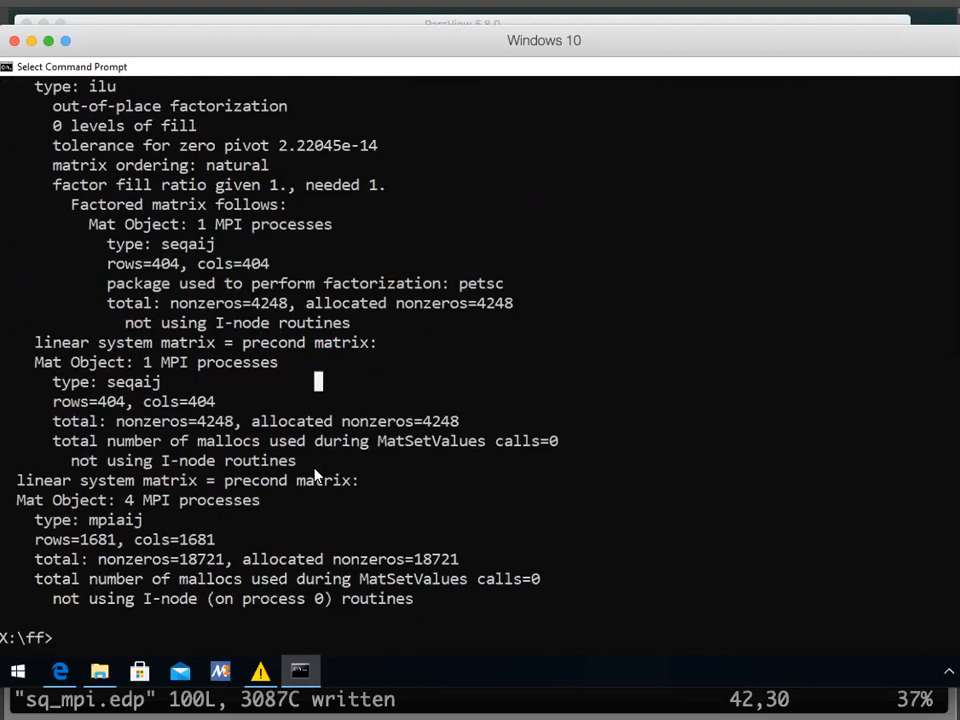 ParaView 5.8.0
Windows 10
Select Command Prompt
type: ilu
out-of-place factorization
0 levels of fill
tolerance for zero pivot 2.22045e-14
matrix ordering: natural
factor fill ratio given 1., needed 1.
Factored matrix follows:
Mat Object: 1 MPI processes
type: seqaij
rows=404, cols=404
package used to perform factorization: petsc
total: nonzeros=4248, allocated nonzeros=4248
not using I-node routines
linear system matrix = precond matrix:
Mat Object: 1 MPI processes
type: seqaij
rows=404, cols=404
total: nonzeros=4248, allocated nonzeros=4248
total number of mallocs used during MatSetValues calls=0
not using I-node routines
linear system matrix = precond matrix:
Mat Object: 4 MPI processes
type: mpiaij
rows=1681, cols=1681
total: nonzeros=18721, allocated nonzeros=18721
total number of mallocs used during MatSetValues calls=0
not using I-node (on process 0) routines
X:\ff>
"sq_mpi.edp" 100L, 3087C written 42,30 37%